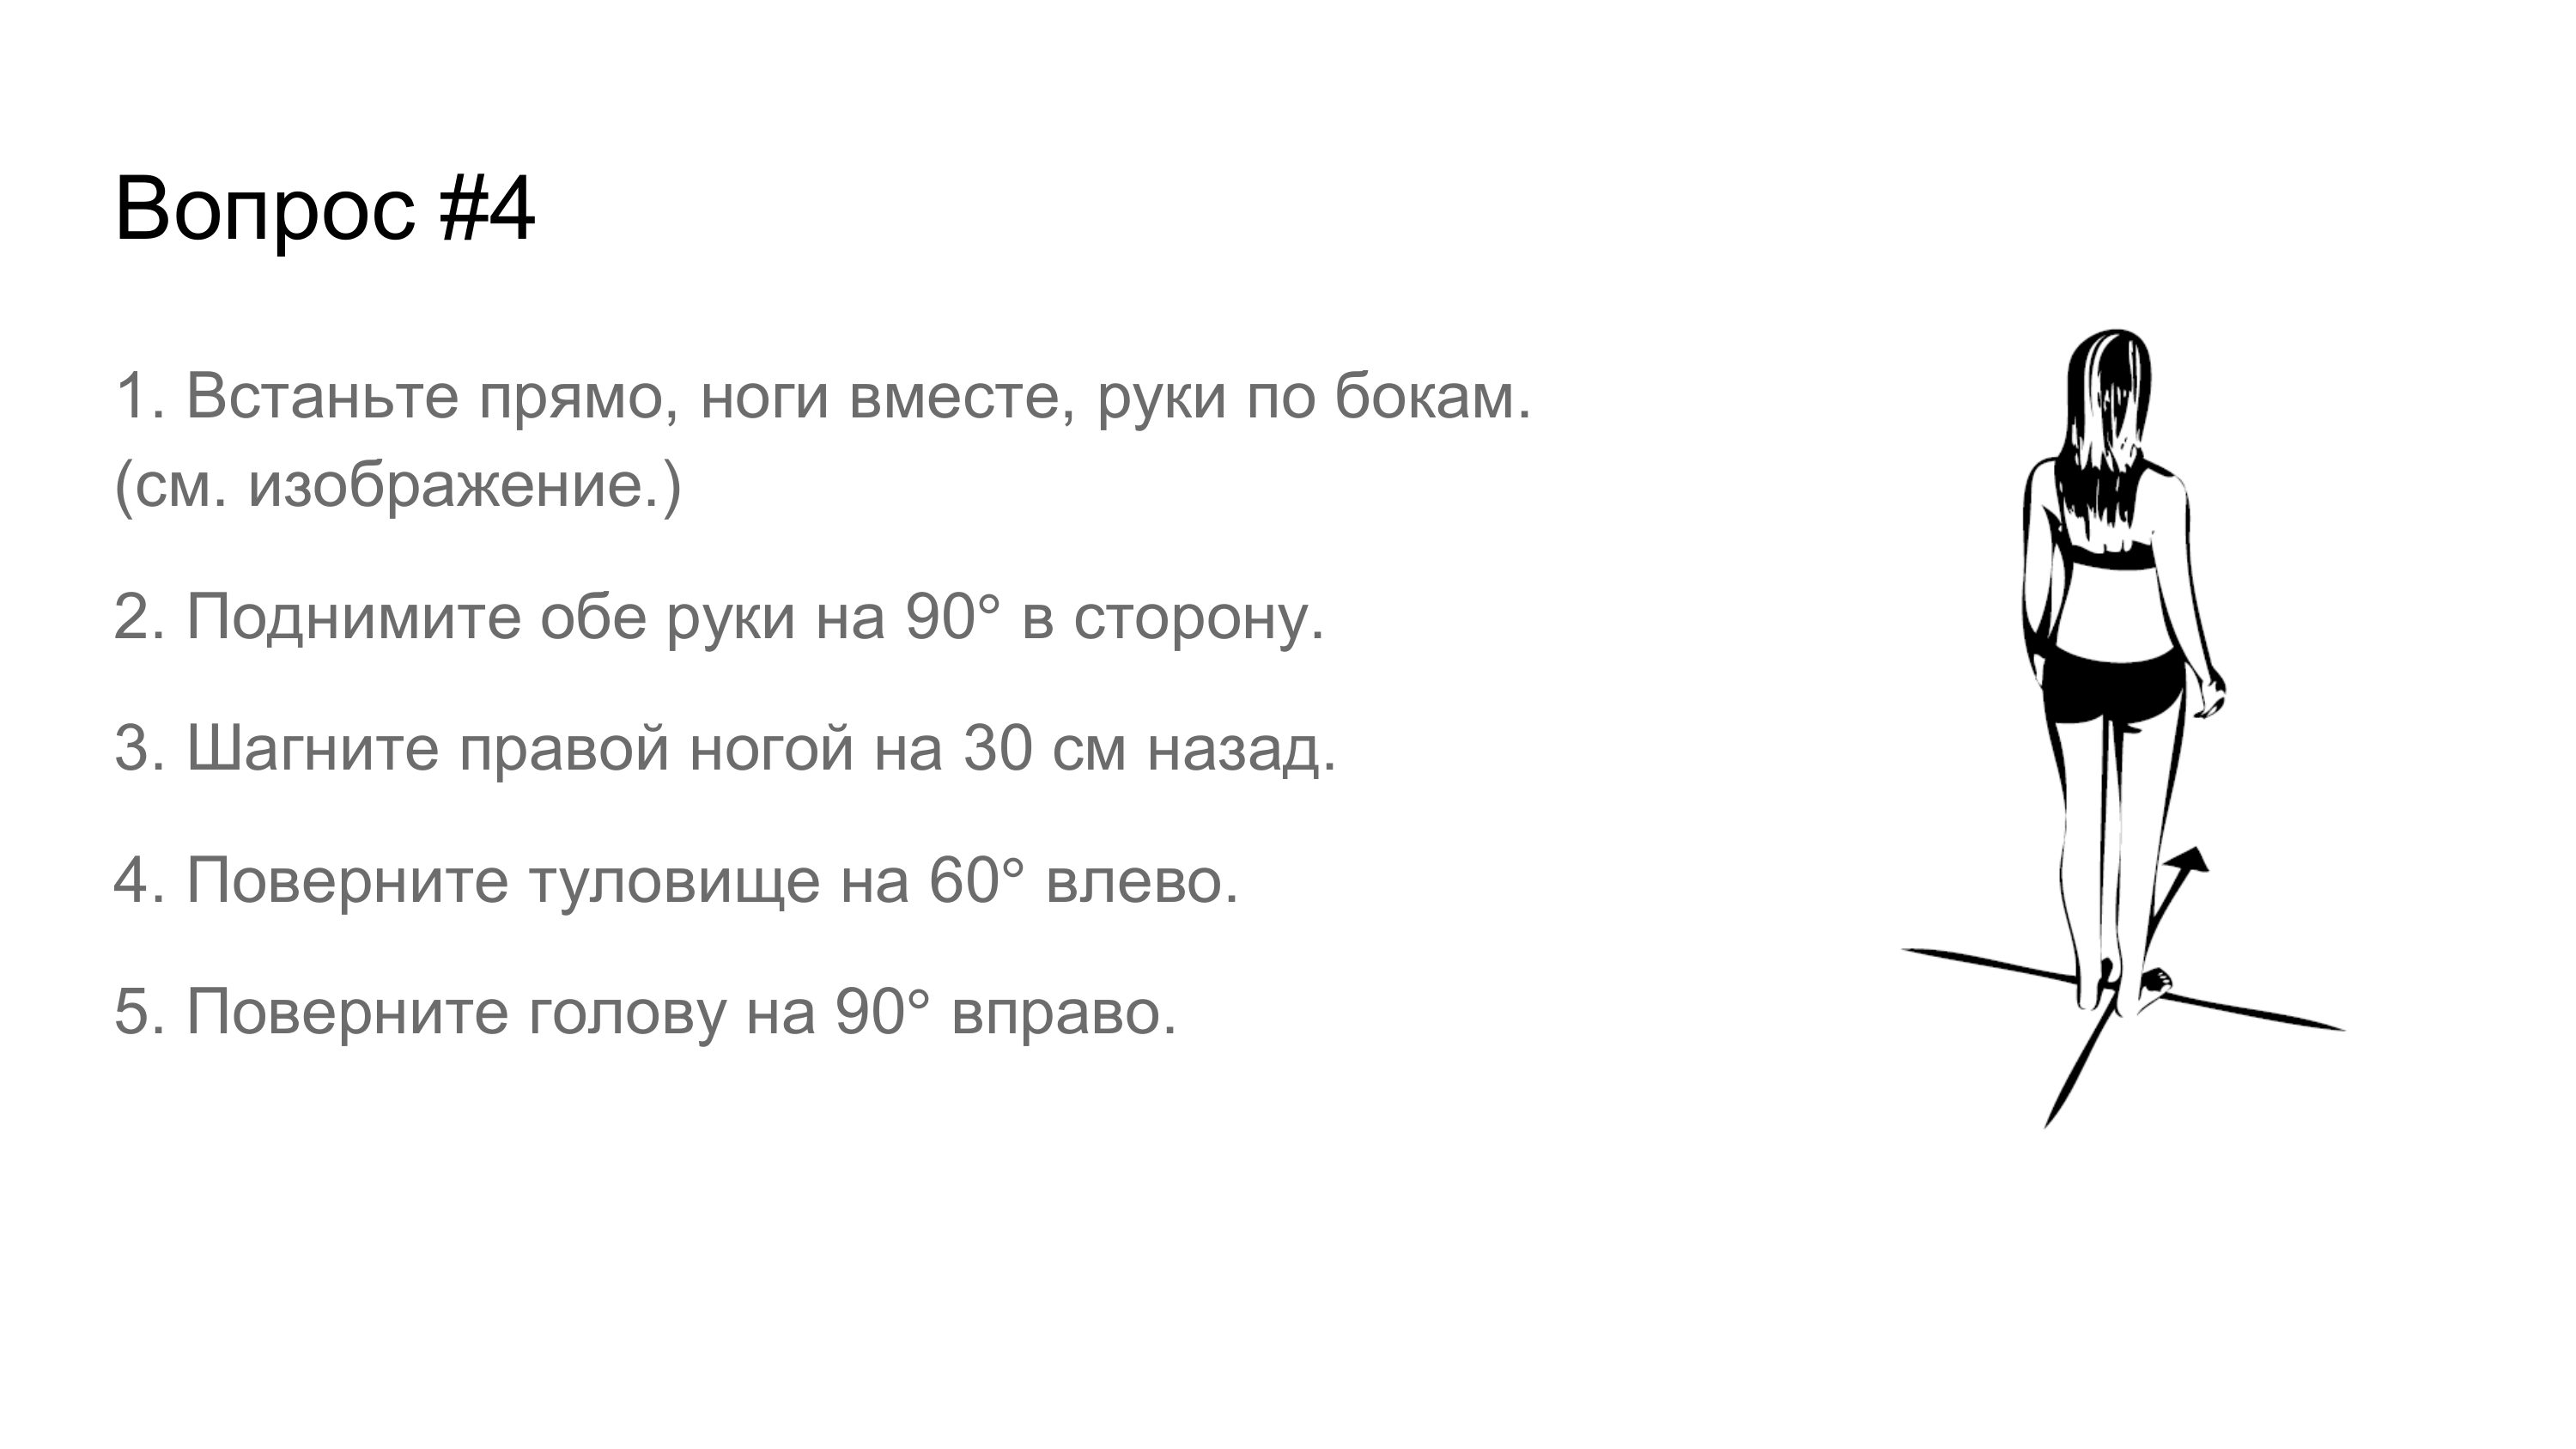 Вопрос #4
1. Встаньте прямо, ноги вместе, руки по бокам.
(см. изображение.)
2. Поднимите обе руки на 90° в сторону.
3. Шагните правой ногой на 30 см назад.
4. Поверните туловище на 60° влево.
5. Поверните голову на 90° вправо.